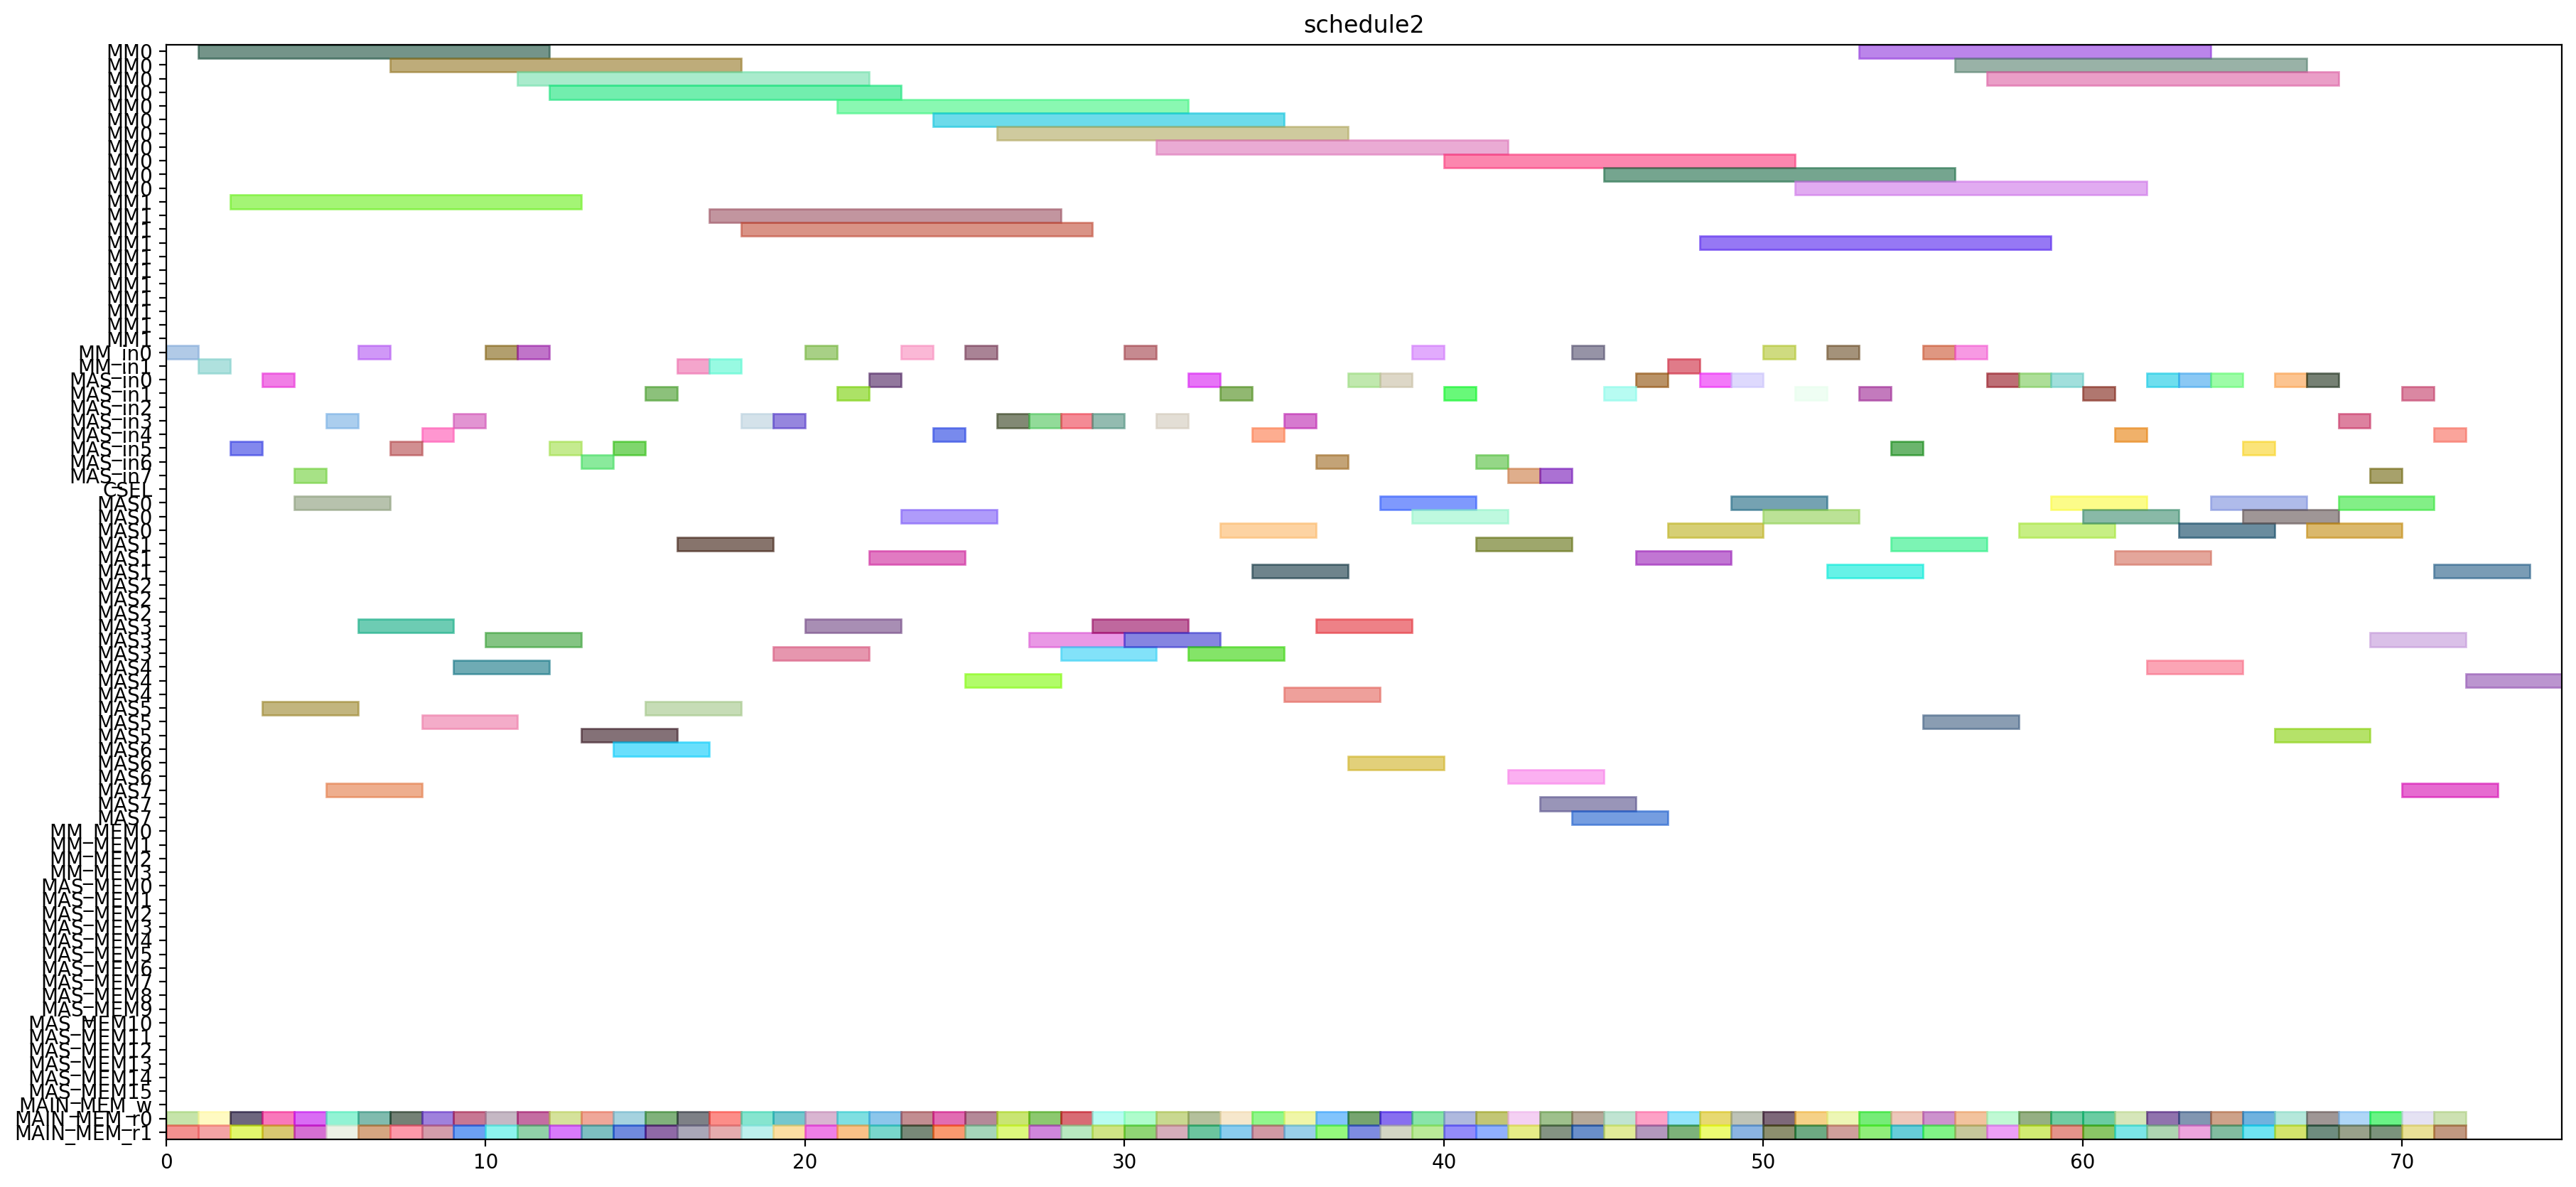 schedule2
MM0
MM0
MM0
MM0
MM0
MM0
MM0
MM0
MM0
MM0
MM0
MM1
MM1
MM1
MM1
MM1
MM1
MM1
MM1
MM1
MM1
MM1
MM_in0
MM_in1
MAS_in0
MAS_in1
MAS_in2
MAS_in3
MAS_in4
MAS_in5
MAS_in6
MAS_in7
CSEL
MAS0
MAS0
MAS0
MAS1
MAS1
MAS1
MAS2
MAS2
MAS2
MAS3
MAS3
MAS3
MAS4
MAS4
MAS4
MAS5
MAS5
MAS5
MAS6
MAS6
MAS6
MAS7
MAS7
MAS7
MM_MEM0
MM_MEM1
MM_MEM2
MM_MEM3
MAS_MEM0
MAS_MEM1
MAS_MEM2
MAS_MEM3
MAS_MEM4
MAS_MEM5
MAS_MEM6
MAS_MEM7
MAS_MEM8
MAS_MEM9
MAS_MEM10
MAS_MEM11
MAS_MEM12
MAS_MEM13
MAS_MEM14
MAS_MEM15
MAIN_MEM_w
MAIN_MEM_r0
MAIN_MEM_r1
0 10 20 30 40 50 60 70